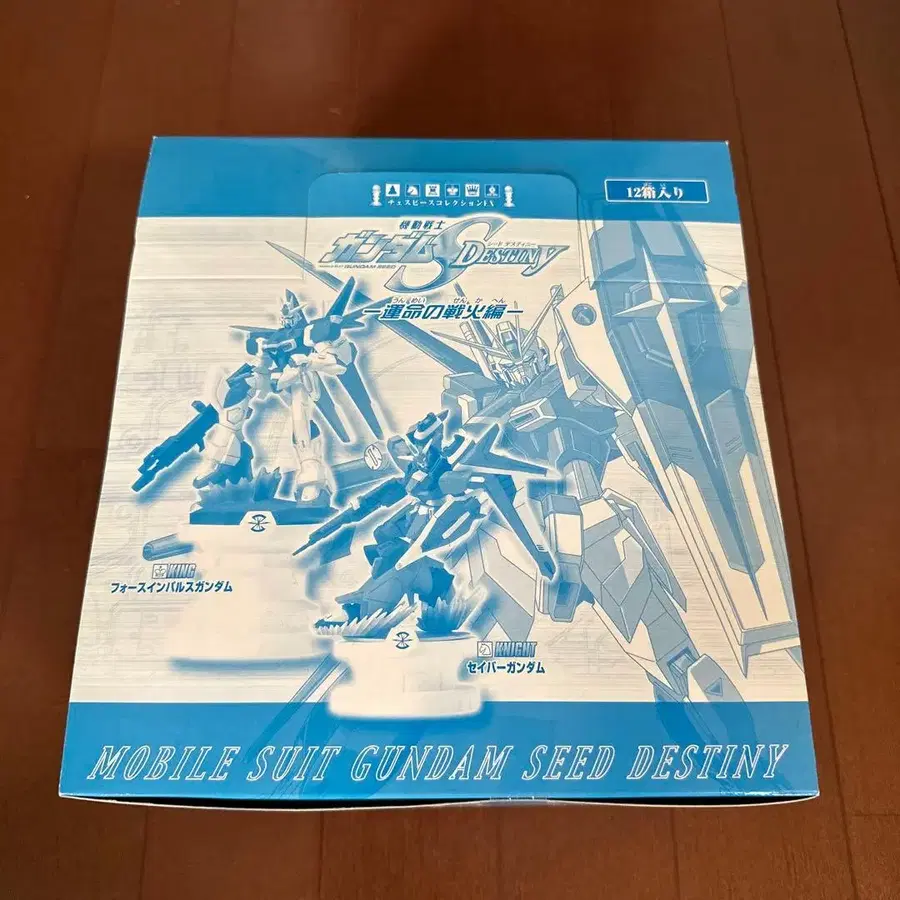 12箱入り
チェスピースコレクションEX
機動戦士
ガンダムSEED DESTINY
シード デスティニー
GUNDAM SEED
うんめい せんか へん
―運命の戦火編―
KING
フォースインパルスガンダム
KNIGHT
セイバーガンダム
MOBILE SUIT GUNDAM SEED DESTINY